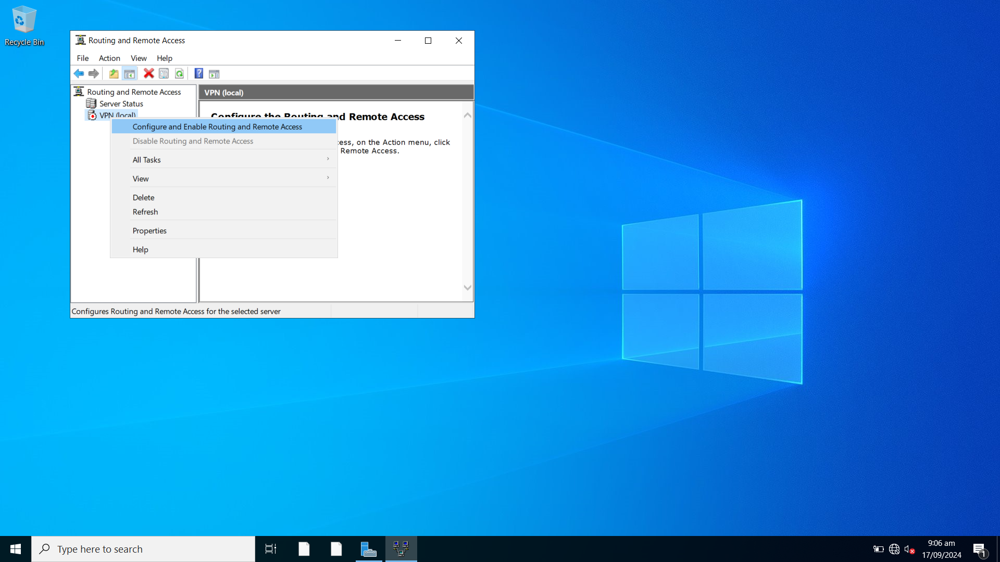 Recycle Bin
Routing and Remote Access
File Action View Help
Routing and Remote Access
Server Status
VPN (local)
VPN (local)
Configure the Routing and Remote Access
cess, on the Action menu, click
Remote Access.
Configure and Enable Routing and Remote Access
Disable Routing and Remote Access
All Tasks
View
Delete
Refresh
Properties
Help
Configures Routing and Remote Access for the selected server
Type here to search
9:06 am
17/09/2024
1